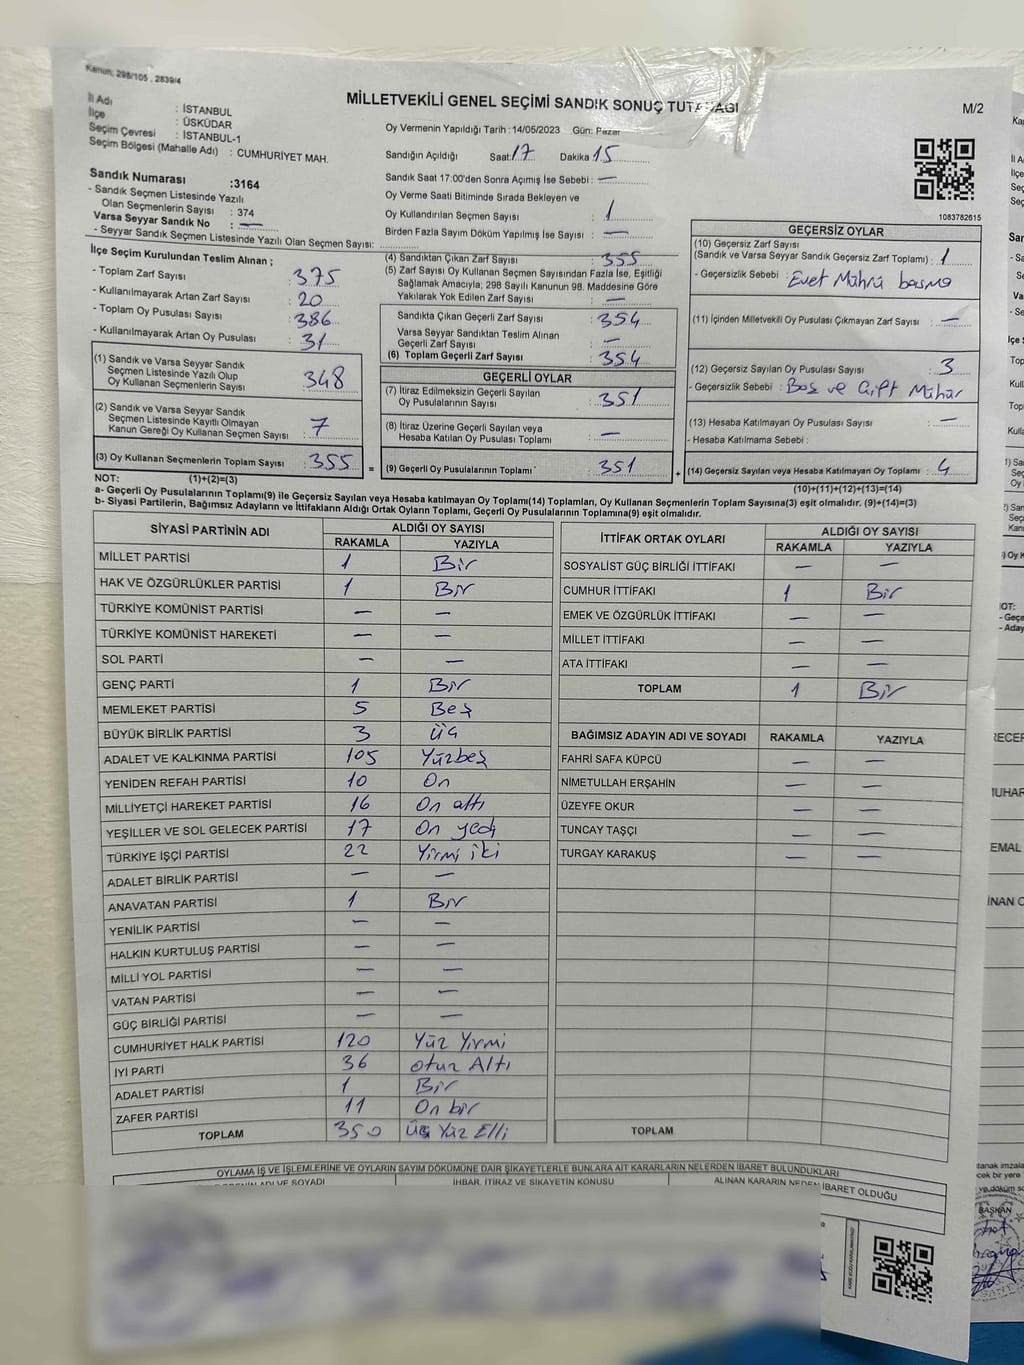 Kanun; 298/105 , 2839/4
MİLLETVEKİLİ GENEL SEÇİMİ SANDIK SONUÇ TUTANAĞI
M/2
İl Adı : İSTANBUL
İlçe : ÜSKÜDAR
Seçim Çevresi : İSTANBUL-1
Seçim Bölgesi (Mahalle Adı) : CUMHURİYET MAH.
Sandık Numarası :3164
- Sandık Seçmen Listesinde Yazılı
Olan Seçmenlerin Sayısı : 374
Varsa Seyyar Sandık No : —
- Seyyar Sandık Seçmen Listesinde Yazılı Olan Seçmen Sayısı:
Oy Vermenin Yapıldığı Tarih : 14/05/2023 Gün: Pazar
Sandığın Açıldığı Saat 17 Dakika 15
Sandık Saat 17:00'den Sonra Açımış İse Sebebi : —
Oy Verme Saati Bitiminde Sırada Bekleyen ve
Oy Kullandırılan Seçmen Sayısı : 1
Birden Fazla Sayım Döküm Yapılmış İse Sayısı : —
1083782615
İlçe Seçim Kurulundan Teslim Alınan ;
- Toplam Zarf Sayısı : 375
- Kullanılmayarak Artan Zarf Sayısı : 20
- Toplam Oy Pusulası Sayısı : 386
- Kullanılmayarak Artan Oy Pusulası : 31
(1) Sandık ve Varsa Seyyar Sandık
Seçmen Listesinde Yazılı Olup
Oy Kullanan Seçmenlerin Sayısı : 348
(2) Sandık ve Varsa Seyyar Sandık
Seçmen Listesinde Kayıtlı Olmayan
Kanun Gereği Oy Kullanan Seçmen Sayısı : 7
(3) Oy Kullanan Seçmenlerin Toplam Sayısı : 355
(4) Sandıktan Çıkan Zarf Sayısı : 355
(5) Zarf Sayısı Oy Kullanan Seçmen Sayısından Fazla İse, Eşitliği
Sağlamak Amacıyla; 298 Sayılı Kanunun 98. Maddesine Göre
Yakılarak Yok Edilen Zarf Sayısı : —
Sandıkta Çıkan Geçerli Zarf Sayısı : 354
Varsa Seyyar Sandıktan Teslim Alınan
Geçerli Zarf Sayısı : —
(6) Toplam Geçerli Zarf Sayısı : 354
GEÇERLİ OYLAR
(7) İtiraz Edilmeksizin Geçerli Sayılan
Oy Pusulalarının Sayısı : 351
(8) İtiraz Üzerine Geçerli Sayılan veya
Hesaba Katılan Oy Pusulası Toplamı : —
= (9) Geçerli Oy Pusulalarının Toplamı : 351
GEÇERSİZ OYLAR
(10) Geçersiz Zarf Sayısı
(Sandık ve Varsa Seyyar Sandık Geçersiz Zarf Toplamı) : 1
- Geçersizlik Sebebi : Evet Mührü basma
(11) İçinden Milletvekili Oy Pusulası Çıkmayan Zarf Sayısı : —
(12) Geçersiz Sayılan Oy Pusulası Sayısı : 3
- Geçersizlik Sebebi : Boş ve Çift Mühür
(13) Hesaba Katılmayan Oy Pusulası Sayısı : —
- Hesaba Katılmama Sebebi :
+ (14) Geçersiz Sayılan veya Hesaba Katılmayan Oy Toplamı : 4
NOT: (1)+(2)=(3) (10)+(11)+(12)+(13)=(14)
a- Geçerli Oy Pusulalarının Toplamı(9) ile Geçersiz Sayılan veya Hesaba katılmayan Oy Toplamı(14) Toplamları, Oy Kullanan Seçmenlerin Toplam Sayısına(3) eşit olmalıdır. (9)+(14)=(3)
b- Siyasi Partilerin, Bağımsız Adayların ve İttifakların Aldığı Ortak Oyların Toplamı, Geçerli Oy Pusulalarının Toplamına(9) eşit olmalıdır.
SİYASİ PARTİNİN ADI ALDIĞI OY SAYISI
RAKAMLA YAZIYLA
MİLLET PARTİSİ 1 Bir
HAK VE ÖZGÜRLÜKLER PARTİSİ 1 Bir
TÜRKİYE KOMÜNİST PARTİSİ — —
TÜRKİYE KOMÜNİST HAREKETİ — —
SOL PARTİ — —
GENÇ PARTİ 1 Bir
MEMLEKET PARTİSİ 5 Beş
BÜYÜK BİRLİK PARTİSİ 3 üç
ADALET VE KALKINMA PARTİSİ 105 Yüzbeş
YENİDEN REFAH PARTİSİ 10 On
MİLLİYETÇİ HAREKET PARTİSİ 16 On altı
YEŞİLLER VE SOL GELECEK PARTİSİ 17 On yedi
TÜRKİYE İŞÇİ PARTİSİ 22 Yirmi iki
ADALET BİRLİK PARTİSİ — —
ANAVATAN PARTİSİ 1 Bir
YENİLİK PARTİSİ — —
HALKIN KURTULUŞ PARTİSİ — —
MİLLİ YOL PARTİSİ — —
VATAN PARTİSİ — —
GÜÇ BİRLİĞİ PARTİSİ — —
CUMHURİYET HALK PARTİSİ 120 Yüz Yirmi
İYİ PARTİ 36 otuz Altı
ADALET PARTİSİ 1 Bir
ZAFER PARTİSİ 11 On bir
TOPLAM 350 üç Yüz Elli
İTTİFAK ORTAK OYLARI ALDIĞI OY SAYISI
RAKAMLA YAZIYLA
SOSYALİST GÜÇ BİRLİĞİ İTTİFAKI — —
CUMHUR İTTİFAKI 1 Bir
EMEK VE ÖZGÜRLÜK İTTİFAKI — —
MİLLET İTTİFAKI — —
ATA İTTİFAKI — —
TOPLAM 1 Bir
BAĞIMSIZ ADAYIN ADI VE SOYADI RAKAMLA YAZIYLA
FAHRİ SAFA KÜPCÜ — —
NİMETULLAH ERŞAHİN — —
ÜZEYFE OKUR — —
TUNCAY TAŞÇI — —
TURGAY KARAKUŞ — —
TOPLAM
OYLAMA İŞ VE İŞLEMLERİNE VE OYLARIN SAYIM DÖKÜMÜNE DAİR ŞİKAYETLERLE BUNLARA AİT KARARLARIN NELERDEN İBARET BULUNDUKLARI
ADI VE SOYADI İHBAR, İTİRAZ VE ŞİKAYETİN KONUSU ALINAN KARARIN NEDEN İBARET OLDUĞU
BAŞKAN